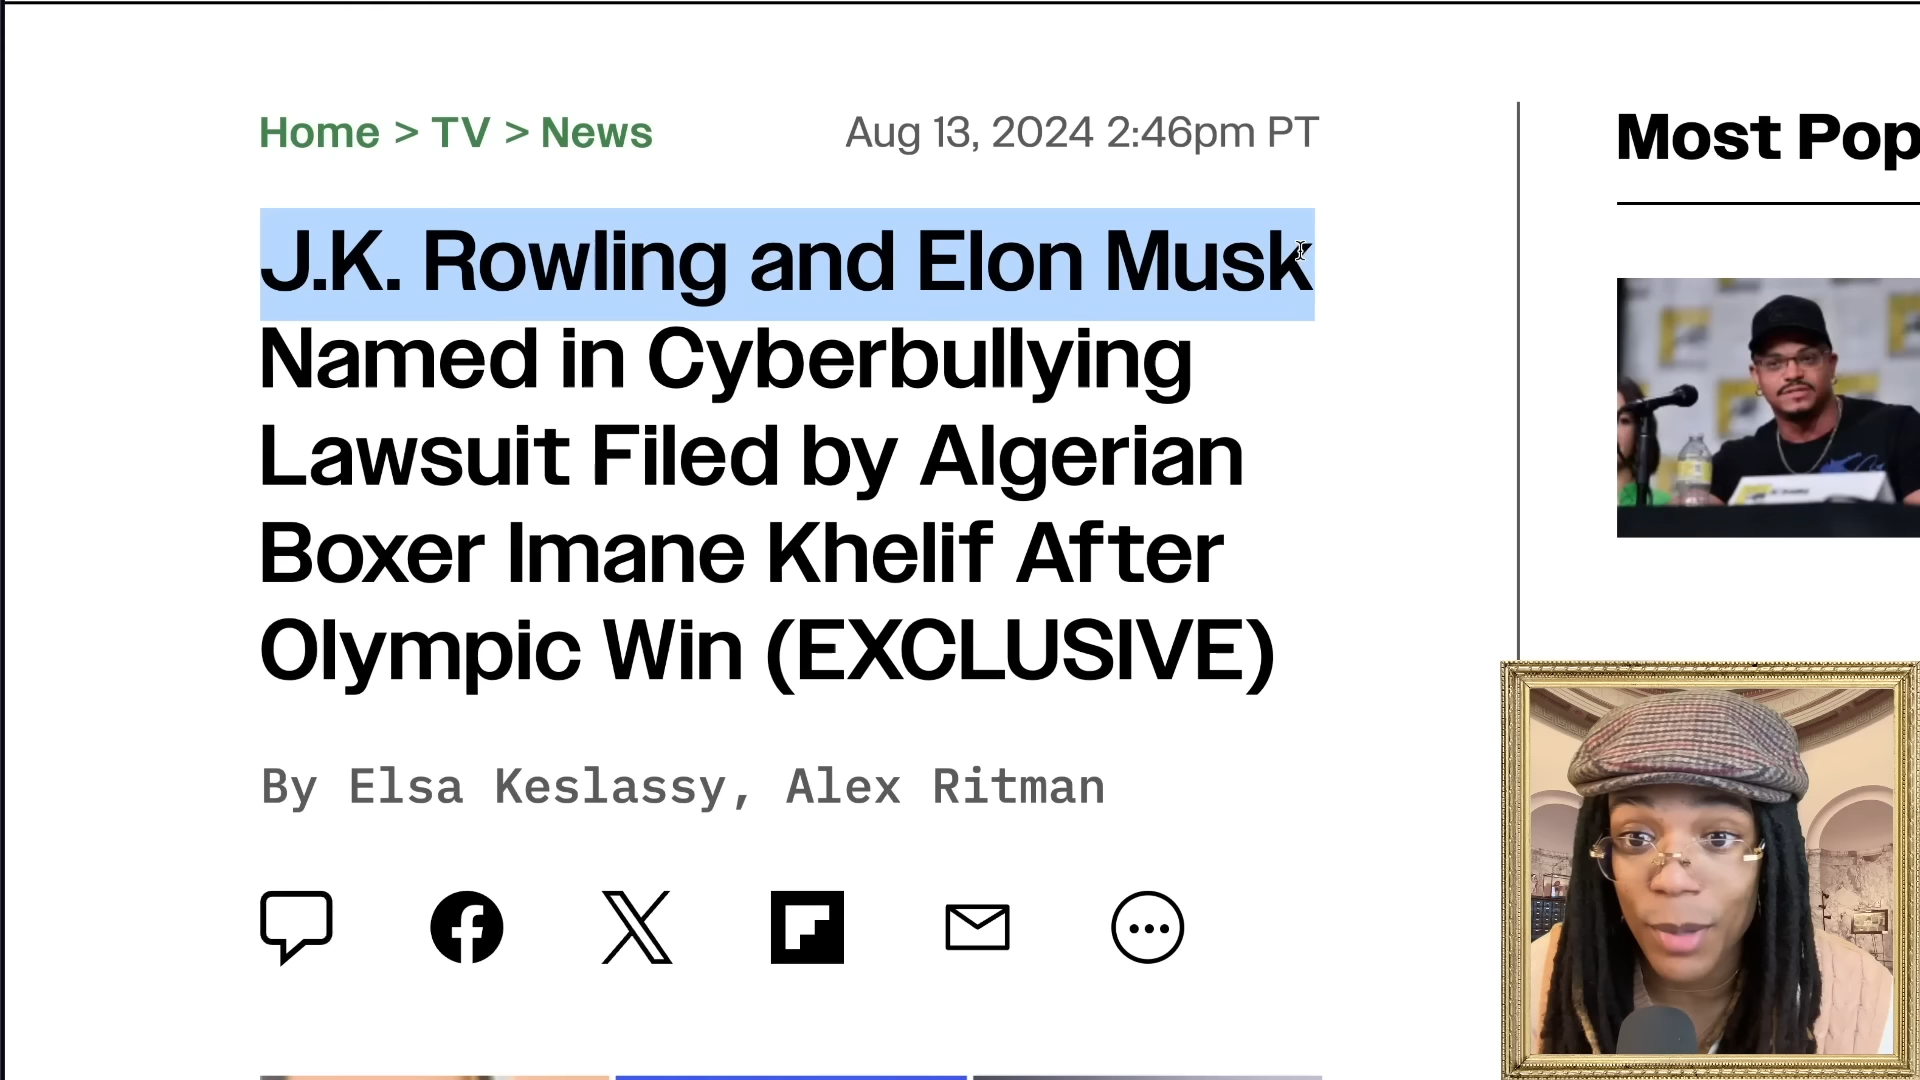 Home > TV > News
Aug 13, 2024 2:46pm PT
J.K. Rowling and Elon Musk
Named in Cyberbullying
Lawsuit Filed by Algerian
Boxer Imane Khelif After
Olympic Win (EXCLUSIVE)
By Elsa Keslassy, Alex Ritman
Most Pop